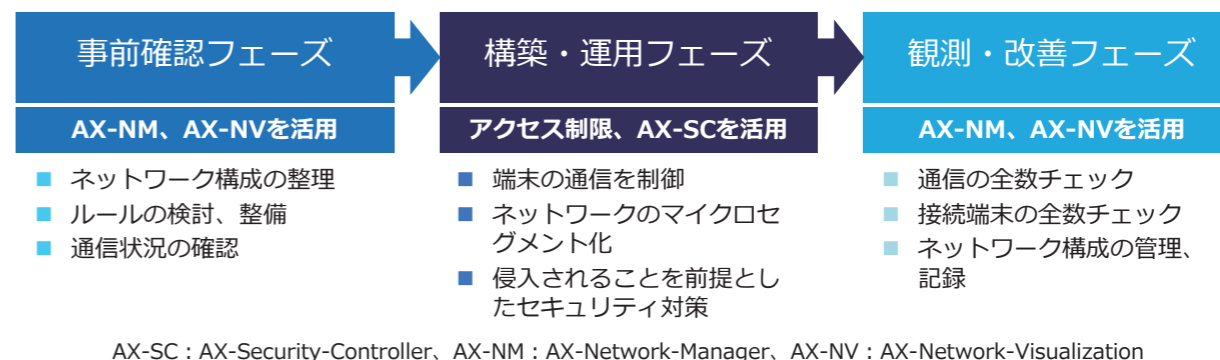 事前確認フェーズ
AX-NM、AX-NVを活用
ネットワーク構成の整理
ルールの検討、整備
通信状況の確認
構築・運用フェーズ
アクセス制限、AX-SCを活用
端末の通信を制御
ネットワークのマイクロセ
グメント化
侵入されることを前提とし
たセキュリティ対策
観測・改善フェーズ
AX-NM、AX-NVを活用
通信の全数チェック
接続端末の全数チェック
ネットワーク構成の管理、
記録
AX-SC：AX-Security-Controller、AX-NM：AX-Network-Manager、AX-NV：AX-Network-Visualization